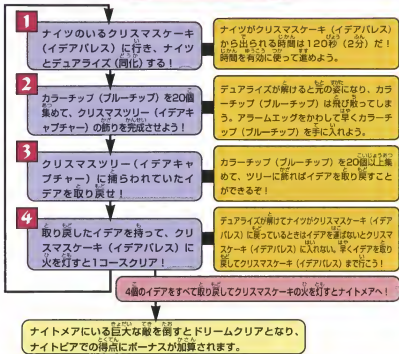 1
ナイツのいるクリスマスケーキ
(イデアパレス)に行き、ナイツ
とデュアライズ(同化)する!
ナイツがクリスマスケーキ(イデアパレス)
から出られる時間は120秒(2分)だ!
時間を有効に使って進めよう。
2
カラーチップ(ブルーチップ)を20個
集めて、クリスマスツリー(イデアキ
ャプチャー)の飾りを完成させよう!
デュアライズが解けると元の姿になり、カラー
チップ(ブルーチップ)は飛び散ってしま
う。アラームエッグをかわして早くカラーチ
ップ(ブルーチップ)を手に入れよう。
3
クリスマスツリー(イデアキャ
プチャー)に捕らわれていたイ
デアを取り戻せ!
カラーチップ(ブルーチップ)を20個以上集
めて、ツリーに飾ればイデアを取り戻すこと
ができるぞ!
4
取り戻したイデアを持って、クリ
スマスケーキ(イデアパレス)に
火を灯すと1コースクリア!
デュアライズが解けてナイツがクリスマスケーキ(イデア
パレス)に戻っているときはイデアを運ばないとクリスマ
スケーキ(イデアパレス)に入れない。早くイデアを取り
戻してクリスマスケーキ(イデアパレス)まで行こう!
4個のイデアをすべて取り戻してクリスマスケーキの火を灯すとナイトメアへ!
ナイトメアにいる巨大な敵を倒すとドリームクリアとなり、
ナイトピアでの得点にボーナスが加算されます。